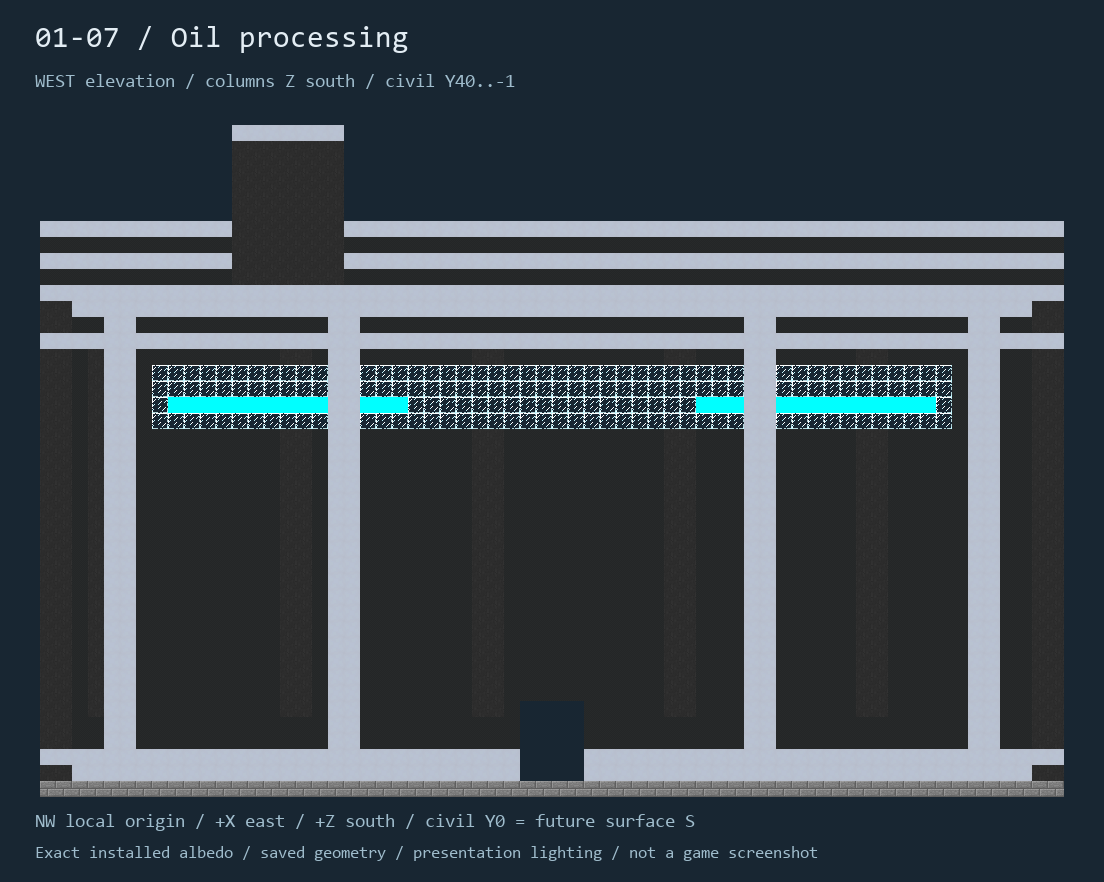 01-07 / Oil processing
WEST elevation / columns Z south / civil Y40..-1
NW local origin / +X east / +Z south / civil Y0 = future surface S
Exact installed albedo / saved geometry / presentation lighting / not a game screenshot